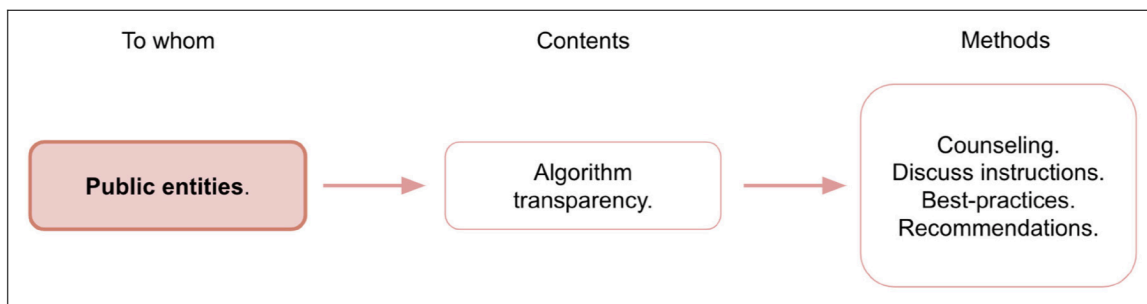 To whom
Contents
Methods
Public entities.
Algorithm
transparency.
Counseling.
Discuss instructions.
Best-practices.
Recommendations.